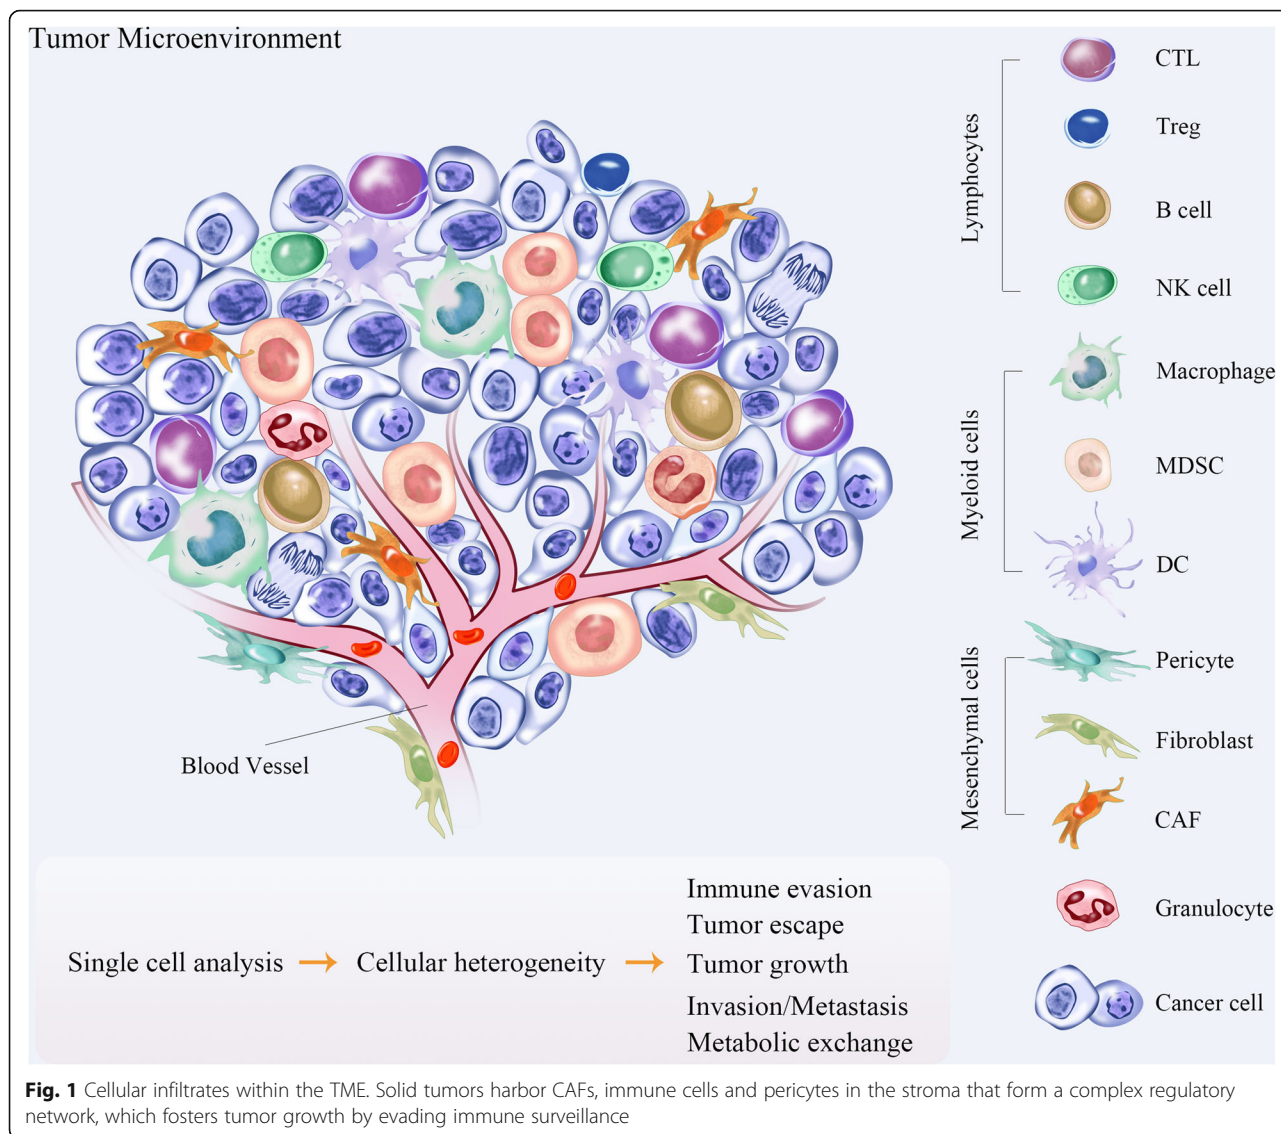 Tumor Microenvironment
Lymphocytes
CTL
Treg
B cell
NK cell
Myeloid cells
Macrophage
MDSC
DC
Mesenchymal cells
Pericyte
Fibroblast
CAF
Granulocyte
Cancer cell
Blood Vessel
Single cell analysis → Cellular heterogeneity →
Immune evasion
Tumor escape
Tumor growth
Invasion/Metastasis
Metabolic exchange
Fig. 1 Cellular infiltrates within the TME. Solid tumors harbor CAFs, immune cells and pericytes in the stroma that form a complex regulatory
network, which fosters tumor growth by evading immune surveillance